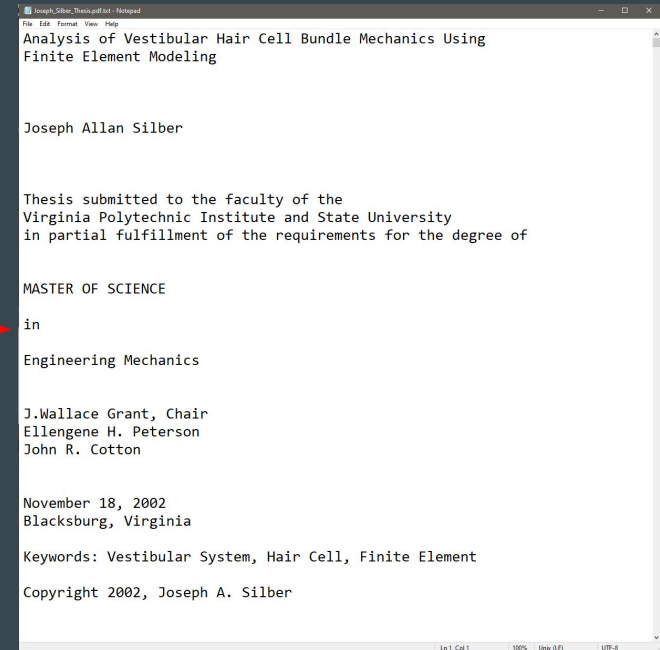 Joseph_Silber_Thesis.pdf.txt - Notepad
File Edit Format View Help
Analysis of Vestibular Hair Cell Bundle Mechanics Using
Finite Element Modeling
Joseph Allan Silber
Thesis submitted to the faculty of the
Virginia Polytechnic Institute and State University
in partial fulfillment of the requirements for the degree of
MASTER OF SCIENCE
in
Engineering Mechanics
J.Wallace Grant, Chair
Ellengene H. Peterson
John R. Cotton
November 18, 2002
Blacksburg, Virginia
Keywords: Vestibular System, Hair Cell, Finite Element
Copyright 2002, Joseph A. Silber
Ln 1, Col 1 100% Unix (LF) UTF-8